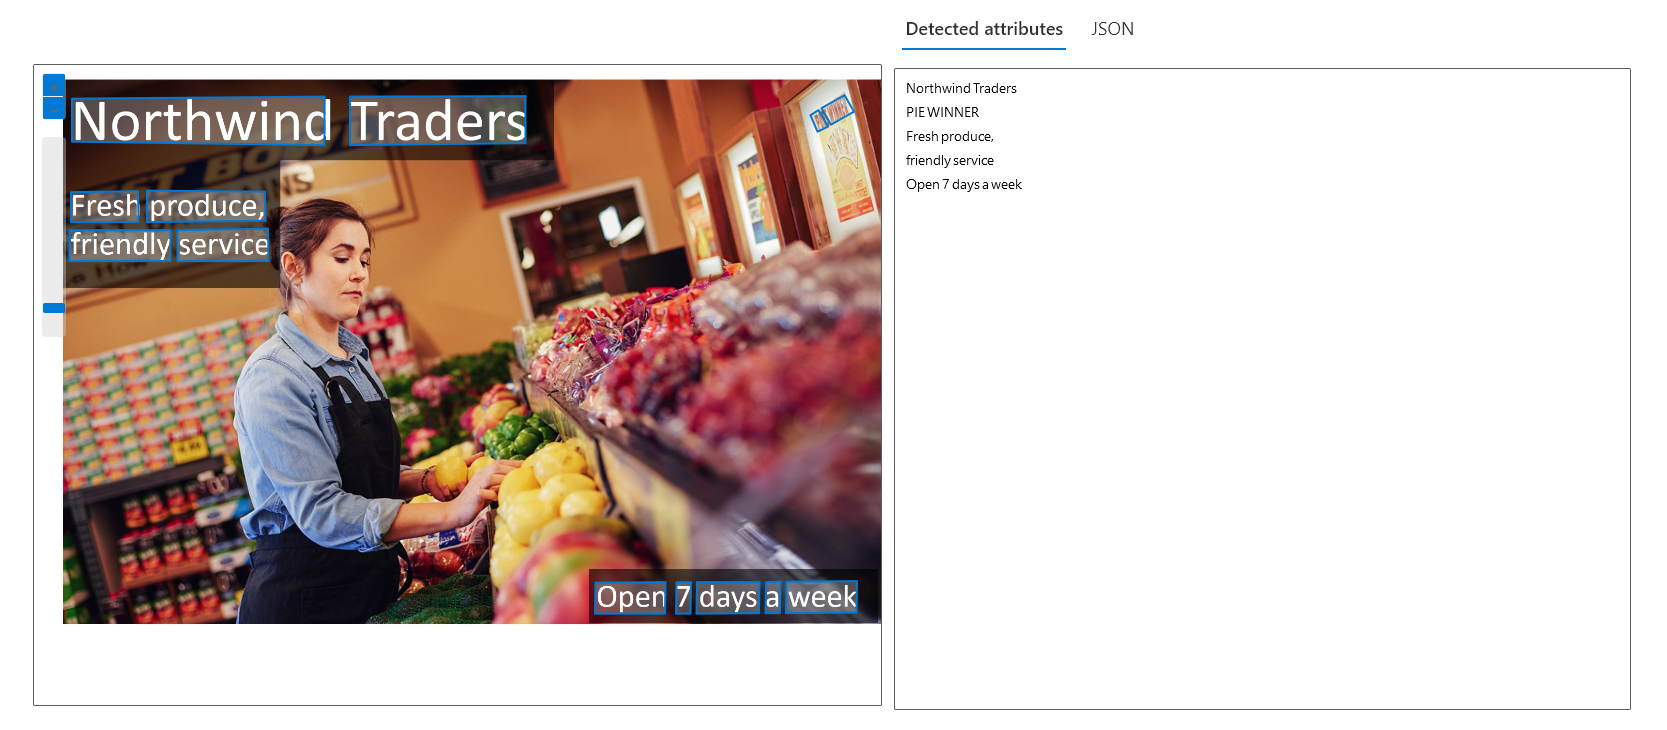 Detected attributes
JSON
Northwind Traders
PIE WINNER
Fresh produce,
friendly service
Open 7 days a week
Northwind Traders
PIE WINNER
Fresh produce,
friendly service
Open 7 days a week